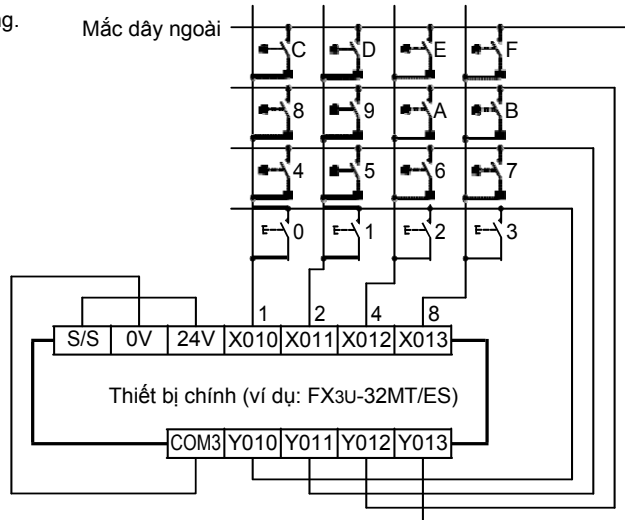 ng.
Mắc dây ngoài
C D E F
8 9 A B
4 5 6 7
0 1 2 3
1 2 4 8
S/S 0V 24V X010 X011 X012 X013
Thiết bị chính (ví dụ: FX3U-32MT/ES)
COM3 Y010 Y011 Y012 Y013